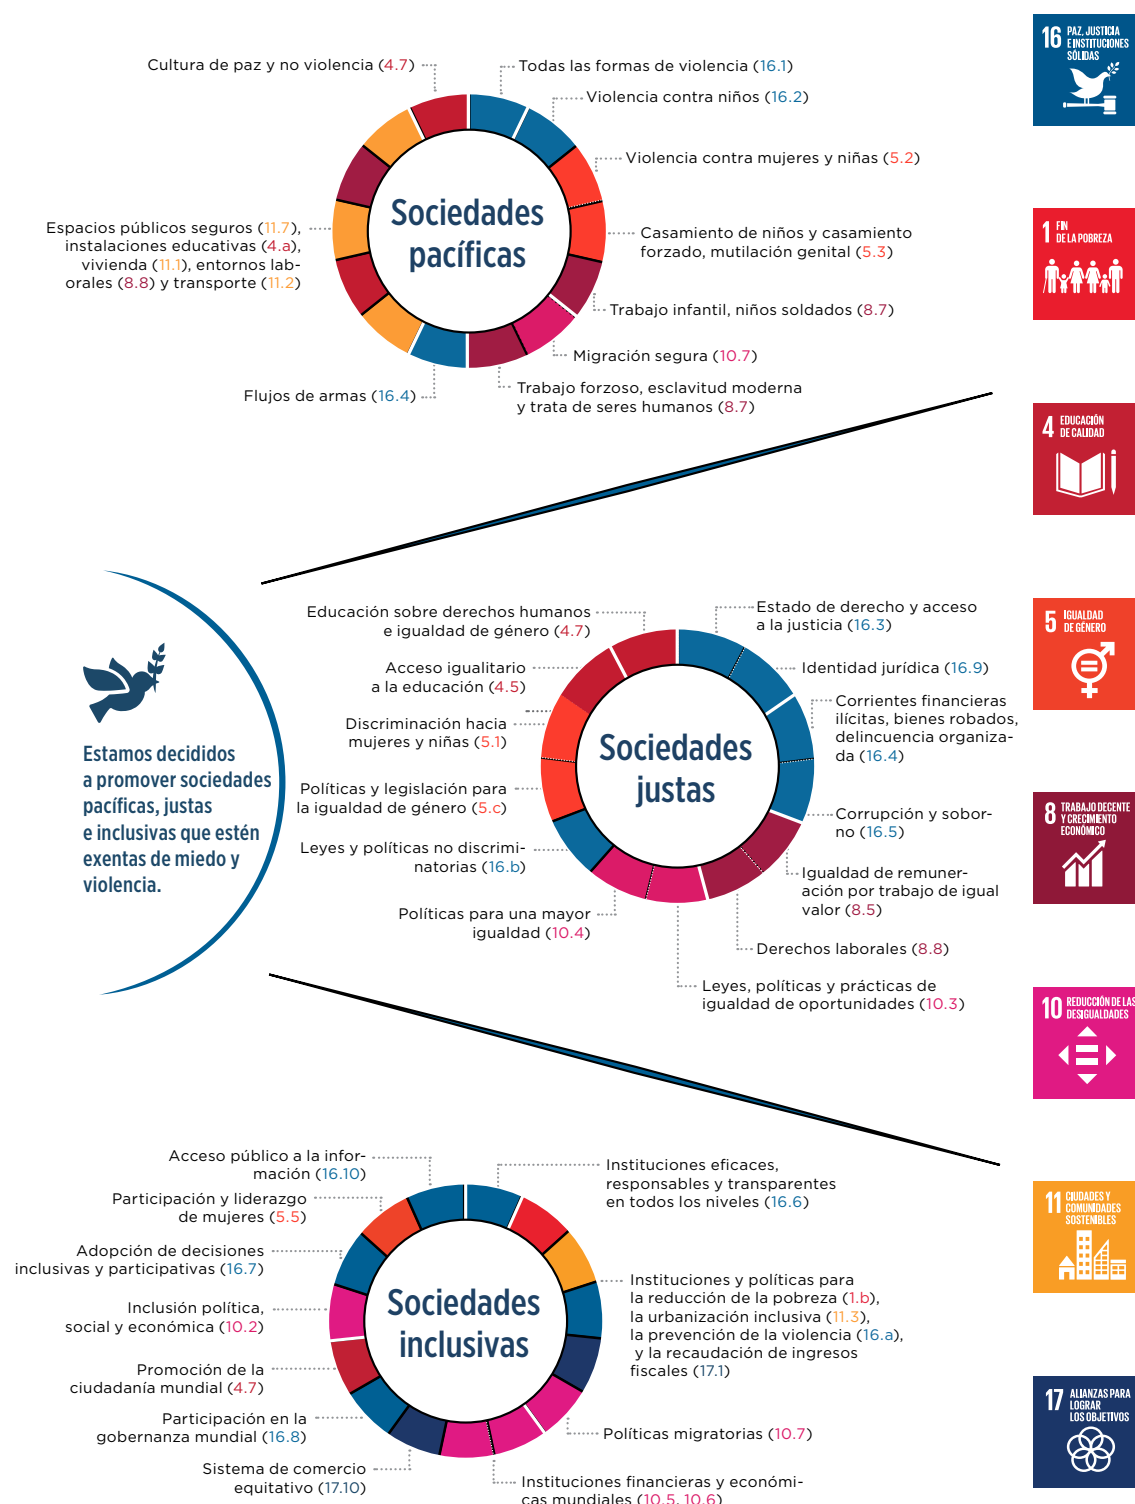 Cultura de paz y no violencia (4.7)
Todas las formas de violencia (16.1)
Violencia contra niños (16.2)
Violencia contra mujeres y niñas (5.2)
Casamiento de niños y casamiento
forzado, mutilación genital (5.3)
Trabajo infantil, niños soldados (8.7)
Migración segura (10.7)
Trabajo forzoso, esclavitud moderna
y trata de seres humanos (8.7)
Flujos de armas (16.4)
Espacios públicos seguros (11.7),
instalaciones educativas (4.a),
vivienda (11.1), entornos lab-
orales (8.8) y transporte (11.2)
Sociedades
pacíficas
Estamos decididos
a promover sociedades
pacíficas, justas
e inclusivas que estén
exentas de miedo y
violencia.
Educación sobre derechos humanos
e igualdad de género (4.7)
Acceso igualitario
a la educación (4.5)
Discriminación hacia
mujeres y niñas (5.1)
Políticas y legislación para
la igualdad de género (5.c)
Leyes y políticas no discrimi-
natorias (16.b)
Políticas para una mayor
igualdad (10.4)
Sociedades
justas
Estado de derecho y acceso
a la justicia (16.3)
Identidad jurídica (16.9)
Corrientes financieras
ilícitas, bienes robados,
delincuencia organiza-
da (16.4)
Corrupción y sobor-
no (16.5)
Igualdad de remuner-
ación por trabajo de igual
valor (8.5)
Derechos laborales (8.8)
Leyes, políticas y prácticas de
igualdad de oportunidades (10.3)
Acceso público a la infor-
mación (16.10)
Participación y liderazgo
de mujeres (5.5)
Adopción de decisiones
inclusivas y participativas (16.7)
Inclusión política,
social y económica (10.2)
Promoción de la
ciudadanía mundial (4.7)
Participación en la
gobernanza mundial (16.8)
Sistema de comercio
equitativo (17.10)
Sociedades
inclusivas
Instituciones eficaces,
responsables y transparentes
en todos los niveles (16.6)
Instituciones y políticas para
la reducción de la pobreza (1.b),
la urbanización inclusiva (11.3),
la prevención de la violencia (16.a),
y la recaudación de ingresos
fiscales (17.1)
Políticas migratorias (10.7)
Instituciones financieras y económi-
cas mundiales (10.5, 10.6)
16 PAZ, JUSTICIA
E INSTITUCIONES
SÓLIDAS
1 FIN
DE LA POBREZA
4 EDUCACIÓN
DE CALIDAD
5 IGUALDAD
DE GÉNERO
8 TRABAJO DECENTE
Y CRECIMIENTO
ECONÓMICO
10 REDUCCIÓN DE LAS
DESIGUALDADES
11 CIUDADES Y
COMUNIDADES
SOSTENIBLES
17 ALIANZAS PARA
LOGRAR
LOS OBJETIVOS